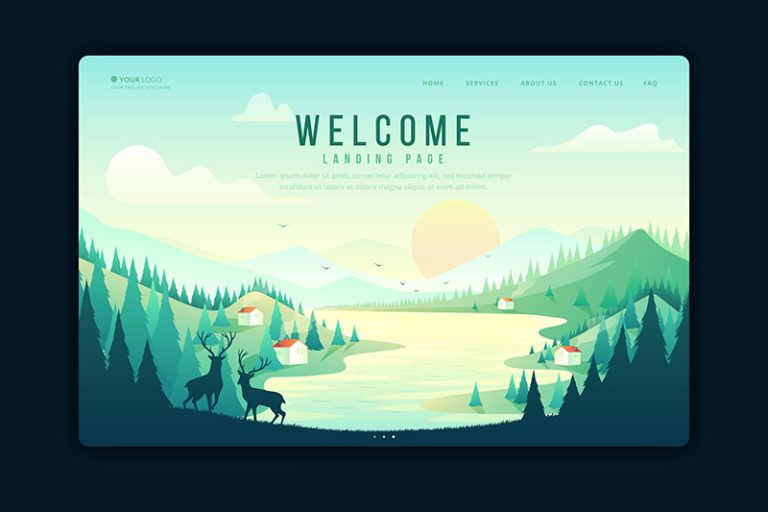 YOUR LOGO
YOUR TAGLINE GOES HERE
HOME SERVICES ABOUT US CONTACT US FAQ
WELCOME
LANDING PAGE
Lorem ipsum dolor sit amet, consectetur adipiscing elit, eiusmod tempor
incididunt ut labore et dolore magna aliqua, ut enim ad minim.